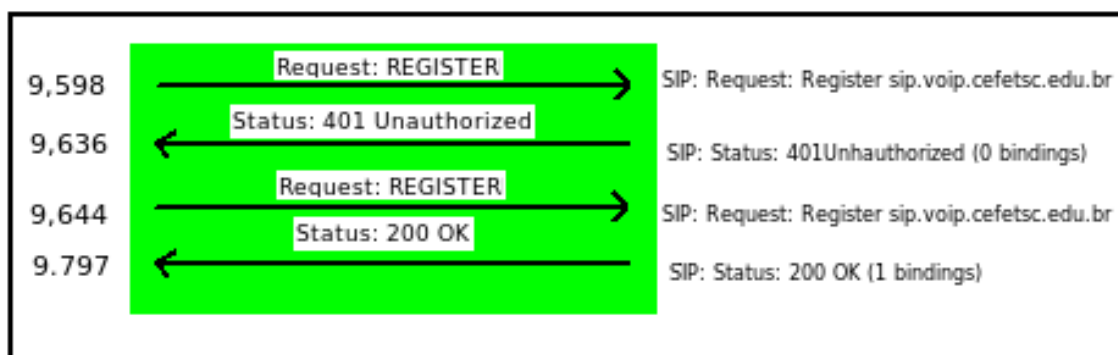 Request: REGISTER
9,598
SIP: Request: Register sip.voip.cefetsc.edu.br
Status: 401 Unauthorized
9,636
SIP: Status: 401Unhauthorized (0 bindings)
Request: REGISTER
9,644
SIP: Request: Register sip.voip.cefetsc.edu.br
Status: 200 OK
9.797
SIP: Status: 200 OK (1 bindings)